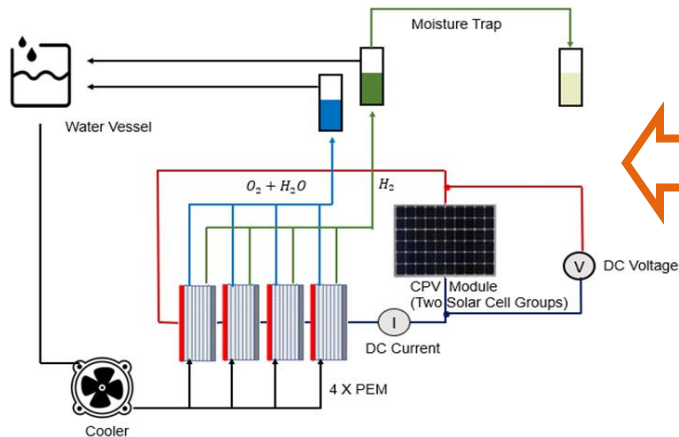 Moisture Trap
Water Vessel
O₂ + H₂O
H₂
CPV Module
(Two Solar Cell Groups)
V
DC Voltage
I
DC Current
4 X PEM
Cooler